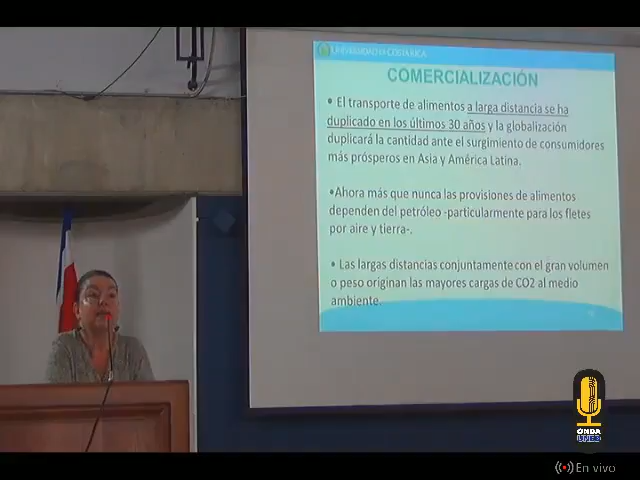 UNIVERSIDAD DE COSTA RICA
COMERCIALIZACIÓN
• El transporte de alimentos a larga distancia se ha
duplicado en los últimos 30 años y la globalización
duplicará la cantidad ante el surgimiento de consumidores
más prósperos en Asia y América Latina.
•Ahora más que nunca las provisiones de alimentos
dependen del petróleo -particularmente para los fletes
por aire y tierra-.
• Las largas distancias conjuntamente con el gran volumen
o peso originan las mayores cargas de CO2 al medio
ambiente.
ONDA
UNED
En vivo